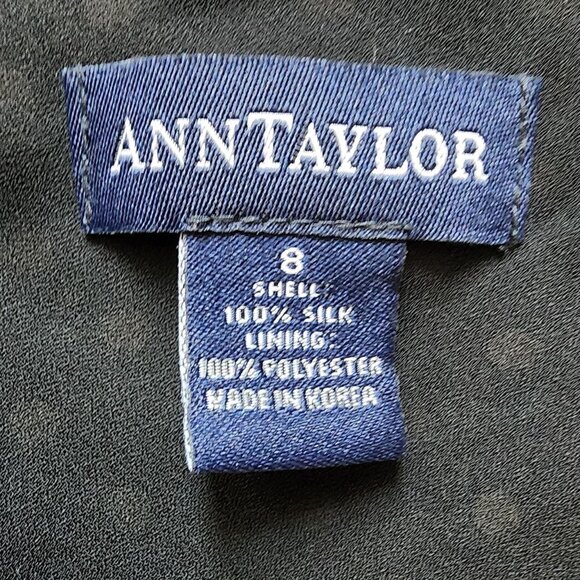 ANNTAYLOR
8
SHELL:
100% SILK
LINING:
100% POLYESTER
MADE IN KOREA